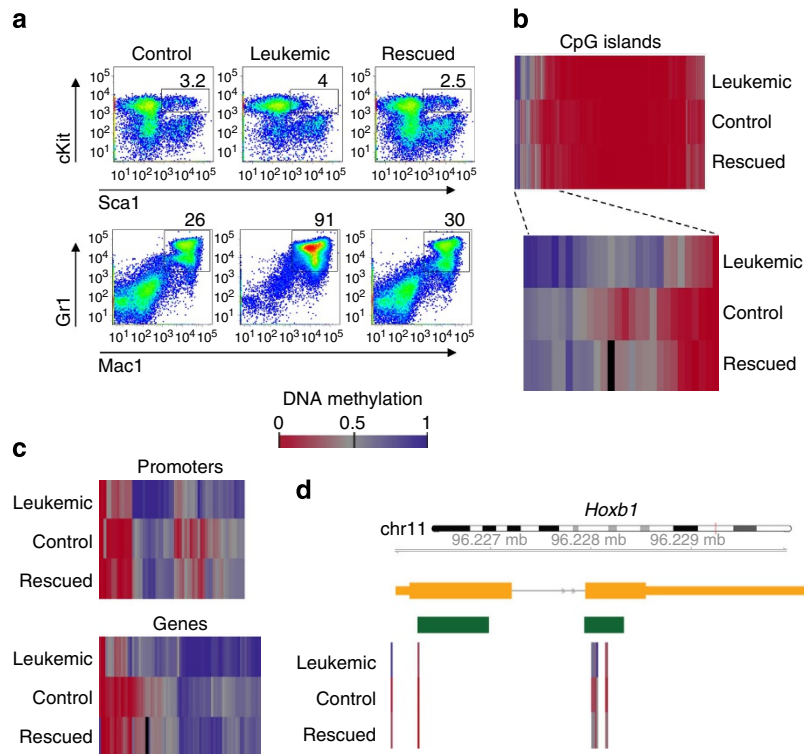 a
Control Leukemic Rescued
3.2 4 2.5
10⁵
10⁴
10³
10²
10¹
cKit
10¹ 10² 10³ 10⁴ 10⁵ 10¹ 10² 10³ 10⁴ 10⁵ 10¹ 10² 10³ 10⁴ 10⁵
Sca1
26 91 30
10⁵
10⁴
10³
10²
10¹
Gr1
10¹ 10² 10³ 10⁴ 10⁵ 10¹ 10² 10³ 10⁴ 10⁵ 10¹ 10² 10³ 10⁴ 10⁵
Mac1
b
CpG islands
Leukemic
Control
Rescued
Leukemic
Control
Rescued
DNA methylation
0 0.5 1
c
Promoters
Leukemic
Control
Rescued
Genes
Leukemic
Control
Rescued
d
Hoxb1
chr11
96.227 mb 96.228 mb 96.229 mb
Leukemic
Control
Rescued